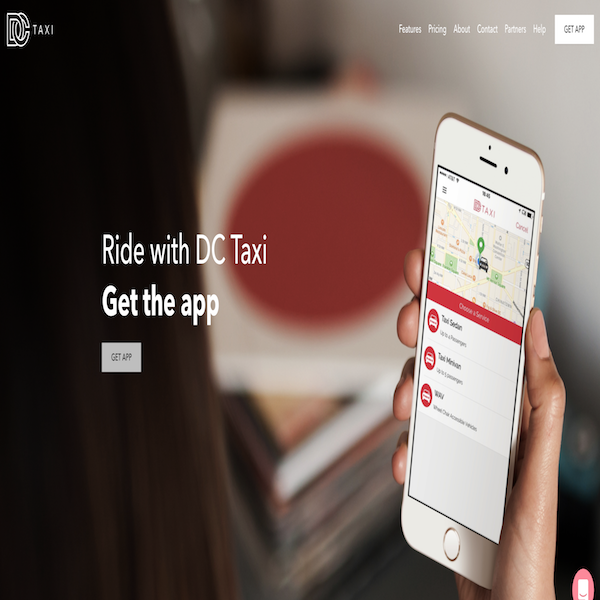 DC TAXI
Features Pricing About Contact Partners Help GET APP
Ride with DC Taxi
Get the app
GET APP
AT&T
DC TAXI
Cancel
Choose a Service
Taxi Sedan
Up to 4 Passengers
Taxi Minivan
Up to 5 passengers
WAV
Wheel Chair Accessible Vehicles